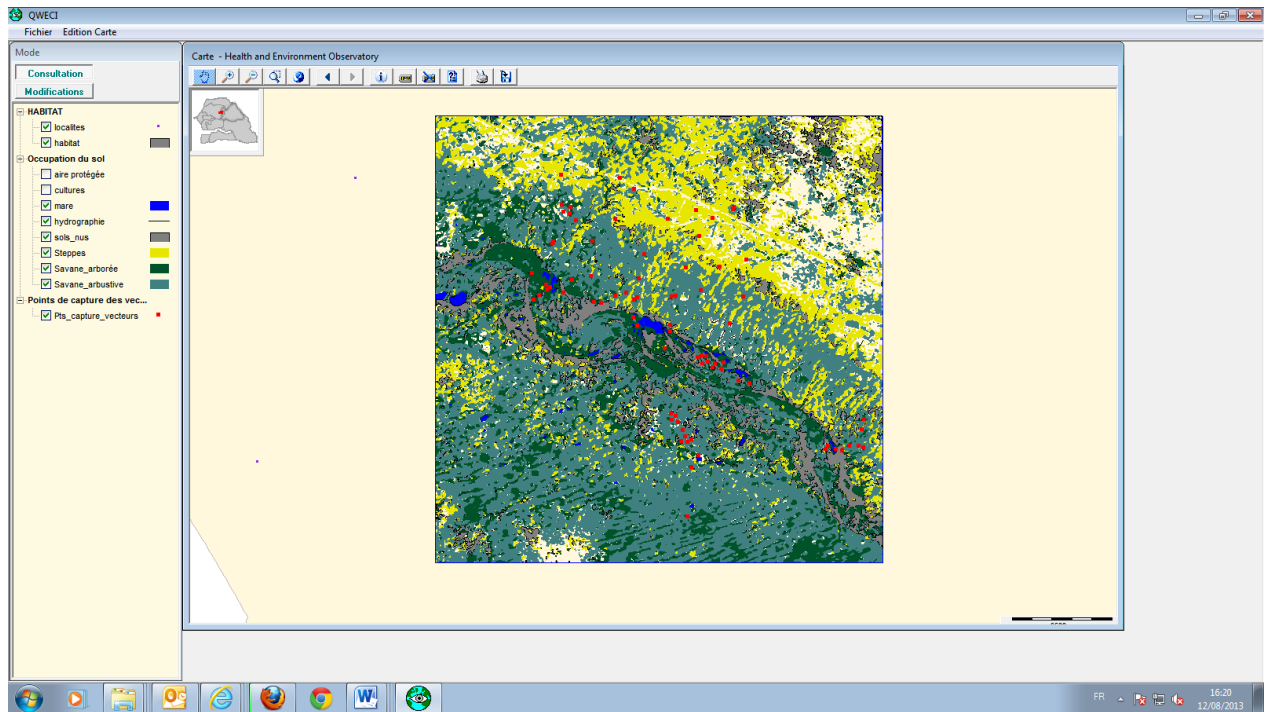 QWECI
Fichier Edition Carte
Mode
Consultation
Modifications
HABITAT
localites
habitat
Occupation du sol
aire protégée
cultures
mare
hydrographie
sols_nus
Steppes
Savane_arborée
Savane_arbustive
Points de capture des vec...
Pts_capture_vecteurs
Carte - Health and Environment Observatory
FR
16:20
12/08/2013